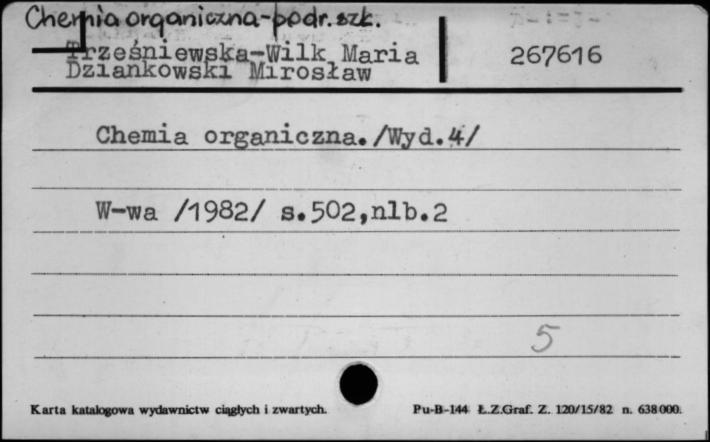 Chemia organiczna-podr. szk.
Trześniewska-Wilk Maria 267616
Dziankowski Mirosław
Chemia organiczna./Wyd.4/
W-wa /1982/ s.502,nlb.2
5
Karta katalogowa wydawnictw ciągłych i zwartych. Pu-B-144 Ł.Z.Graf. Z. 120/15/82 n. 638000.